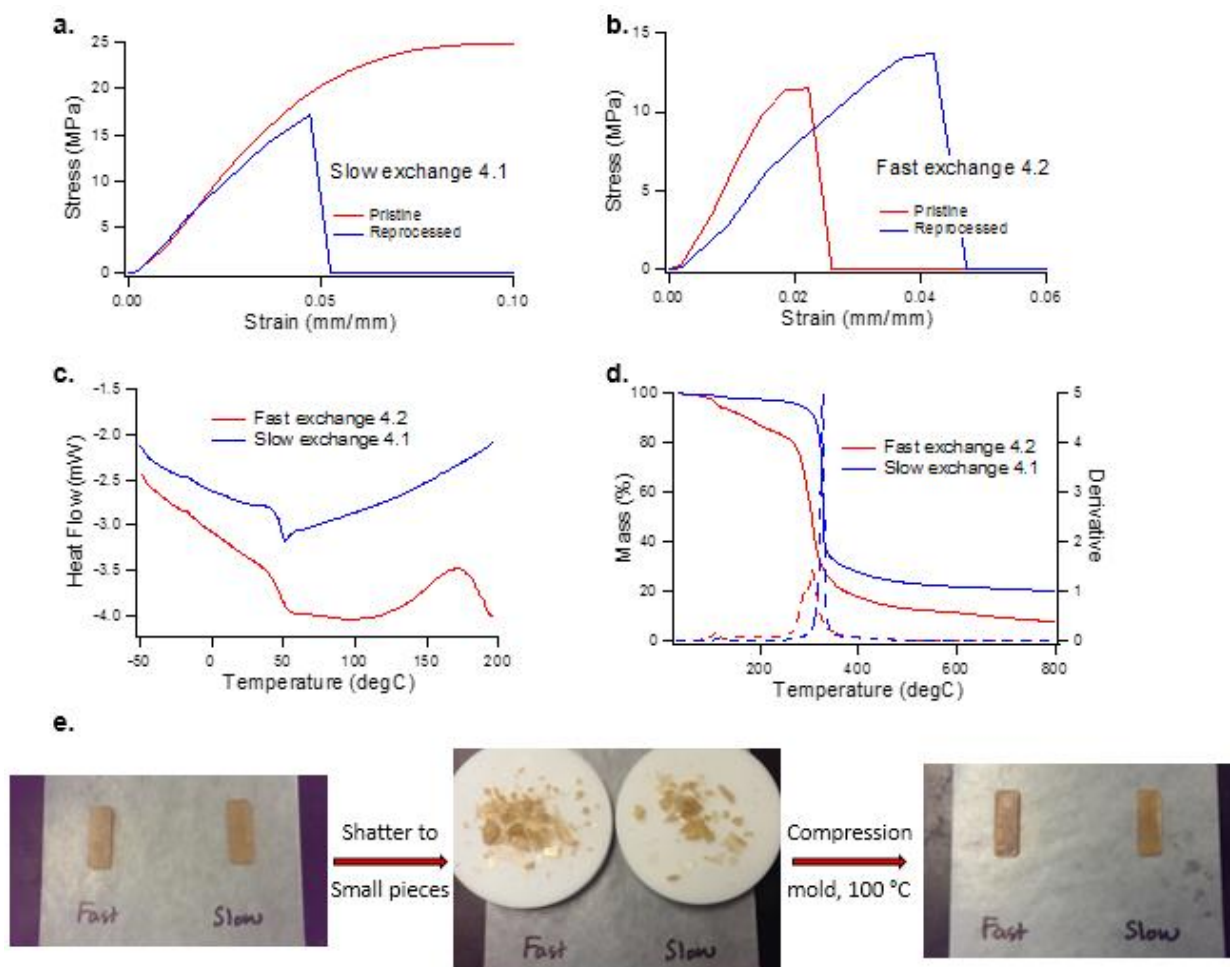 a.
25
20
15
10
5
0
Stress (MPa)
Slow exchange 4.1
Pristine
Reprocessed
0.00
0.05
0.10
Strain (mm/mm)
b.
15
10
5
0
Stress (MPa)
Fast exchange 4.2
Pristine
Reprocessed
0.00
0.02
0.04
0.06
Strain (mm/mm)
c.
-1.5
-2.0
-2.5
-3.0
-3.5
-4.0
Heat Flow (mW)
Fast exchange 4.2
Slow exchange 4.1
-50
0
50
100
150
200
Temperature (degC)
d.
100
80
60
40
20
0
Mass (%)
Fast exchange 4.2
Slow exchange 4.1
5
4
3
2
1
0
Derivative
200
400
600
800
Temperature (degC)
e.
Fast
Slow
Shatter to
Small pieces
Fast
Slow
Compression
mold, 100 °C
Fast
Slow